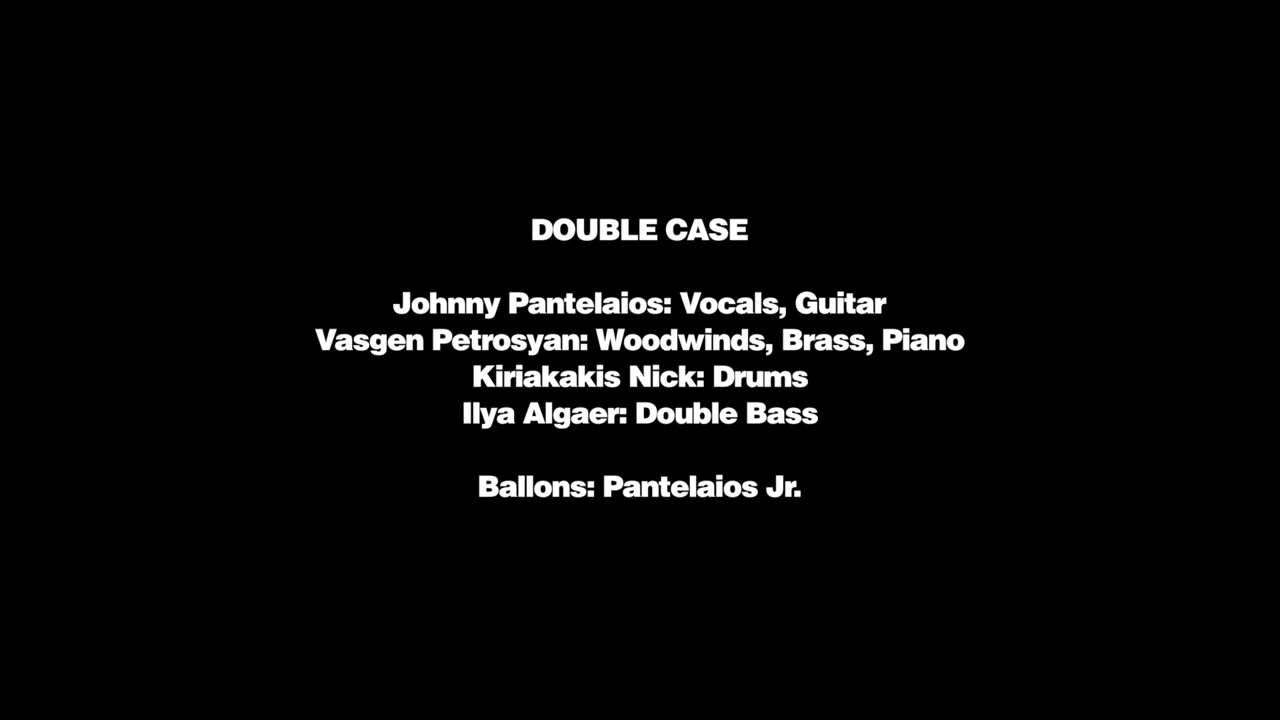 DOUBLE CASE
Johnny Pantelaios: Vocals, Guitar
Vasgen Petrosyan: Woodwinds, Brass, Piano
Kiriakakis Nick: Drums
Ilya Algaer: Double Bass
Ballons: Pantelaios Jr.